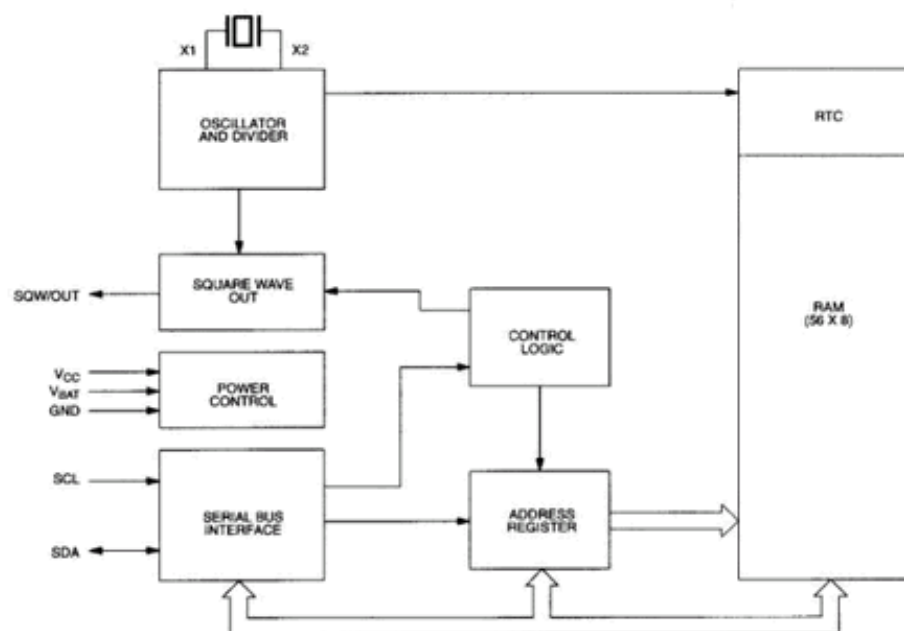 X1
X2
OSCILLATOR
AND DIVIDER
RTC
SQUARE WAVE
OUT
SQW/OUT
RAM
(56 X 8)
CONTROL
LOGIC
VCC
VBAT
GND
POWER
CONTROL
SCL
SERIAL BUS
INTERFACE
ADDRESS
REGISTER
SDA